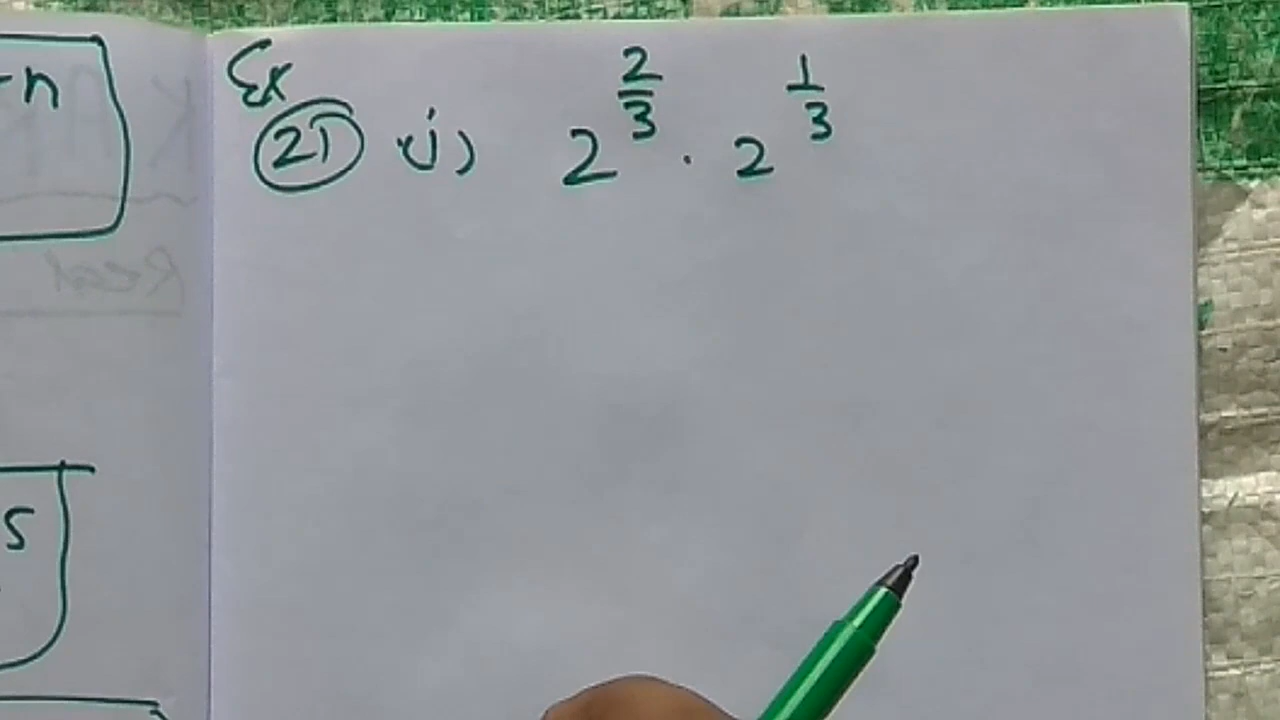 -n
s
Ex
21 (i) 2^{2/3} · 2^{1/3}